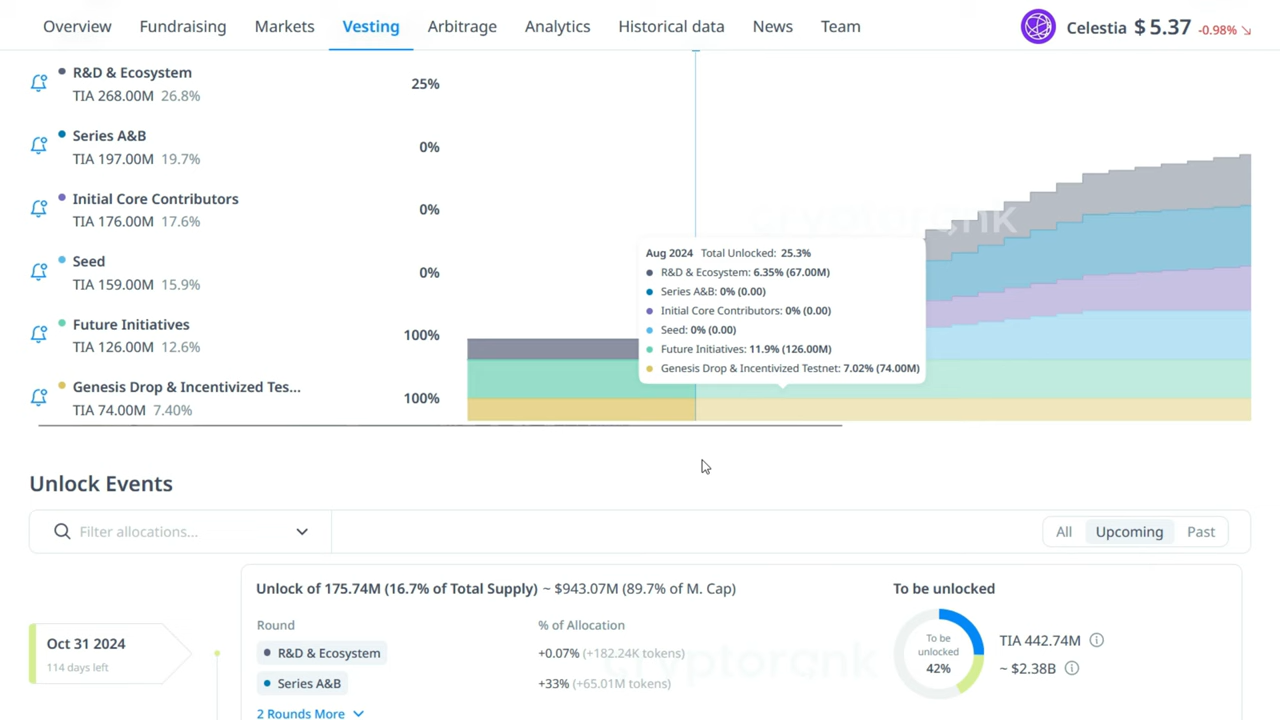 Overview Fundraising Markets Vesting Arbitrage Analytics Historical data News Team Celestia $ 5.37 -0.98%
R&D & Ecosystem
TIA 268.00M 26.8%
25%
Series A&B
TIA 197.00M 19.7%
0%
Initial Core Contributors
TIA 176.00M 17.6%
0%
Seed
TIA 159.00M 15.9%
0%
Future Initiatives
TIA 126.00M 12.6%
100%
Genesis Drop & Incentivized Tes...
TIA 74.00M 7.40%
100%
Aug 2024 Total Unlocked: 25.3%
R&D & Ecosystem: 6.35% (67.00M)
Series A&B: 0% (0.00)
Initial Core Contributors: 0% (0.00)
Seed: 0% (0.00)
Future Initiatives: 11.9% (126.00M)
Genesis Drop & Incentivized Testnet: 7.02% (74.00M)
Unlock Events
Filter allocations...
All Upcoming Past
Oct 31 2024
114 days left
Unlock of 175.74M (16.7% of Total Supply) ~ $943.07M (89.7% of M. Cap)
Round % of Allocation
R&D & Ecosystem +0.07% (+182.24K tokens)
Series A&B +33% (+65.01M tokens)
2 Rounds More
To be unlocked
To be
unlocked
42%
TIA 442.74M
~ $2.38B
cryptorank